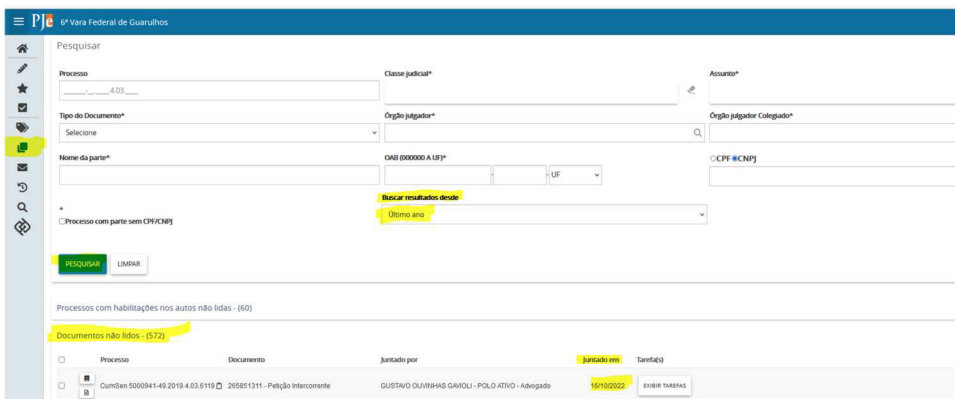 PJe 6ª Vara Federal de Guarulhos
Pesquisar
Processo Classe judicial* Assunto*
_______-__.____.4.03.____
Tipo do Documento* Órgão julgador* Órgão julgador Colegiado*
Selecione
Nome da parte* OAB (000000 A UF)* CPF CNPJ
- - UF
Buscar resultados desde
* Último ano
Processo com parte sem CPF/CNPJ
PESQUISAR LIMPAR
Processos com habilitações nos autos não lidas - (60)
Documentos não lidos - (572)
Processo Documento Juntado por Juntado em Tarefa(s)
CumSen 5000941-49.2019.4.03.6119 265851311 - Petição Intercorrente GUSTAVO OUVINHAS GAVIOLI - POLO ATIVO - Advogado 16/10/2022 EXIBIR TAREFAS